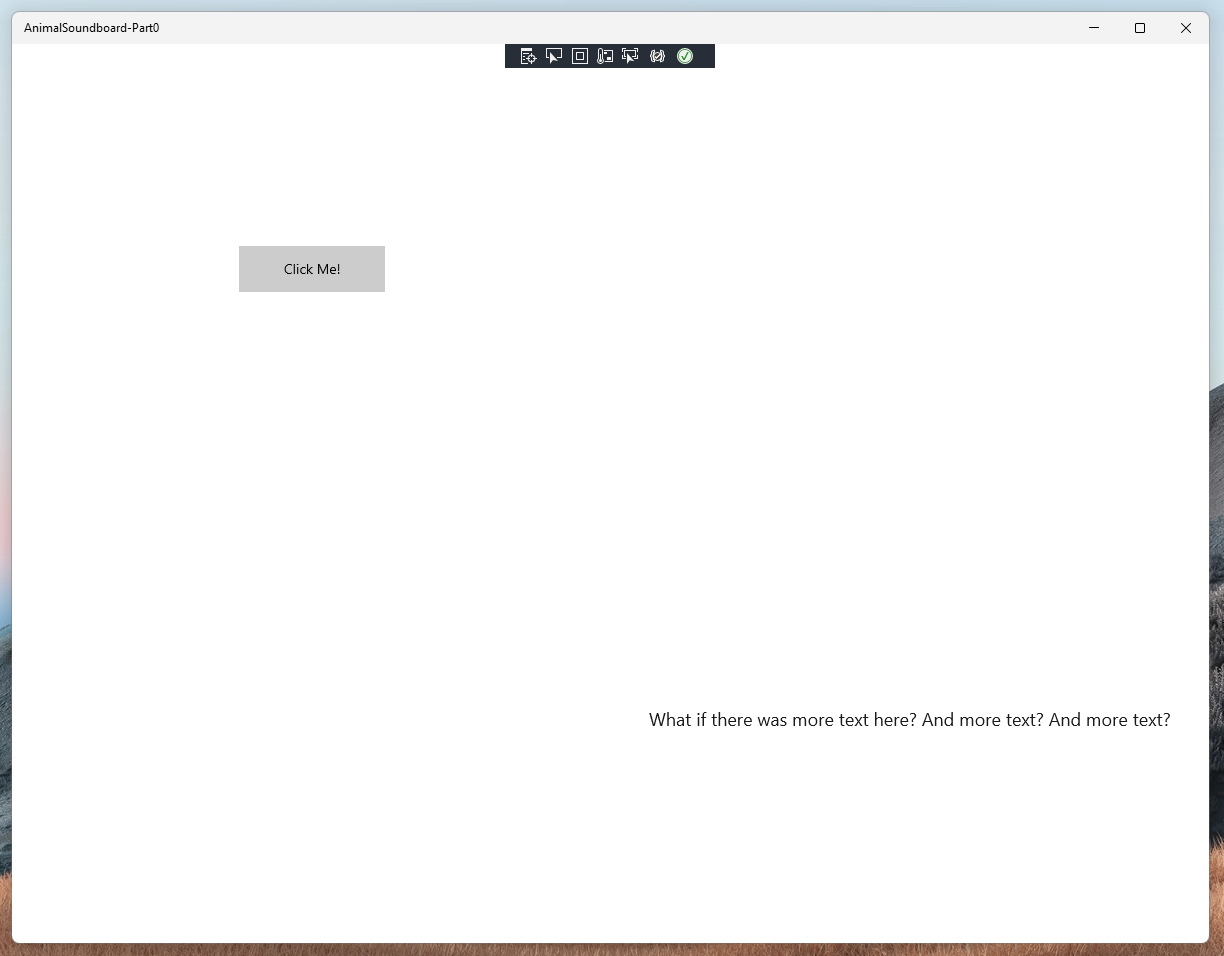 AnimalSoundboard-Part0
Click Me!
What if there was more text here? And more text? And more text?